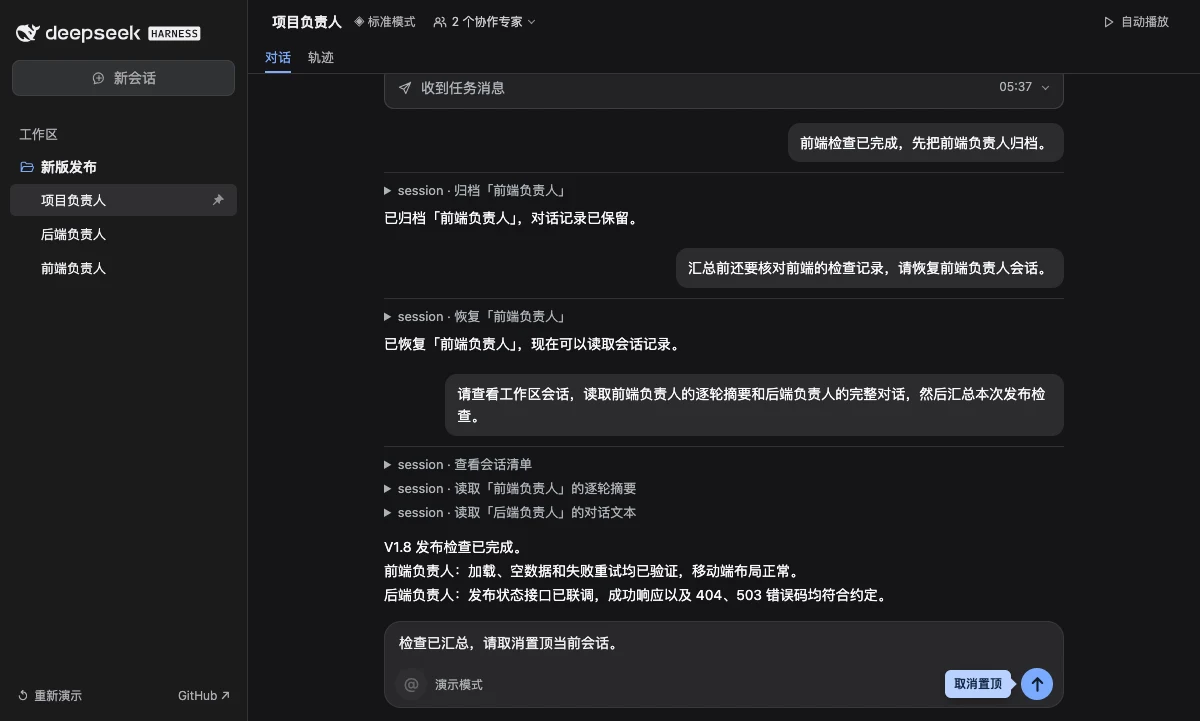 deepseek HARNESS
新会话
工作区
新版发布
项目负责人
后端负责人
前端负责人
重新演示
GitHub ↗
项目负责人 标准模式 2 个协作专家
自动播放
对话 轨迹
收到任务消息 05:37
前端检查已完成，先把前端负责人归档。
session · 归档「前端负责人」
已归档「前端负责人」，对话记录已保留。
汇总前还要核对前端的检查记录，请恢复前端负责人会话。
session · 恢复「前端负责人」
已恢复「前端负责人」，现在可以读取会话记录。
请查看工作区会话，读取前端负责人的逐轮摘要和后端负责人的完整对话，然后汇总本次发布检
查。
session · 查看会话清单
session · 读取「前端负责人」的逐轮摘要
session · 读取「后端负责人」的对话文本
V1.8 发布检查已完成。
前端负责人：加载、空数据和失败重试均已验证，移动端布局正常。
后端负责人：发布状态接口已联调，成功响应以及 404、503 错误码均符合约定。
检查已汇总，请取消置顶当前会话。
@ 演示模式
取消置顶